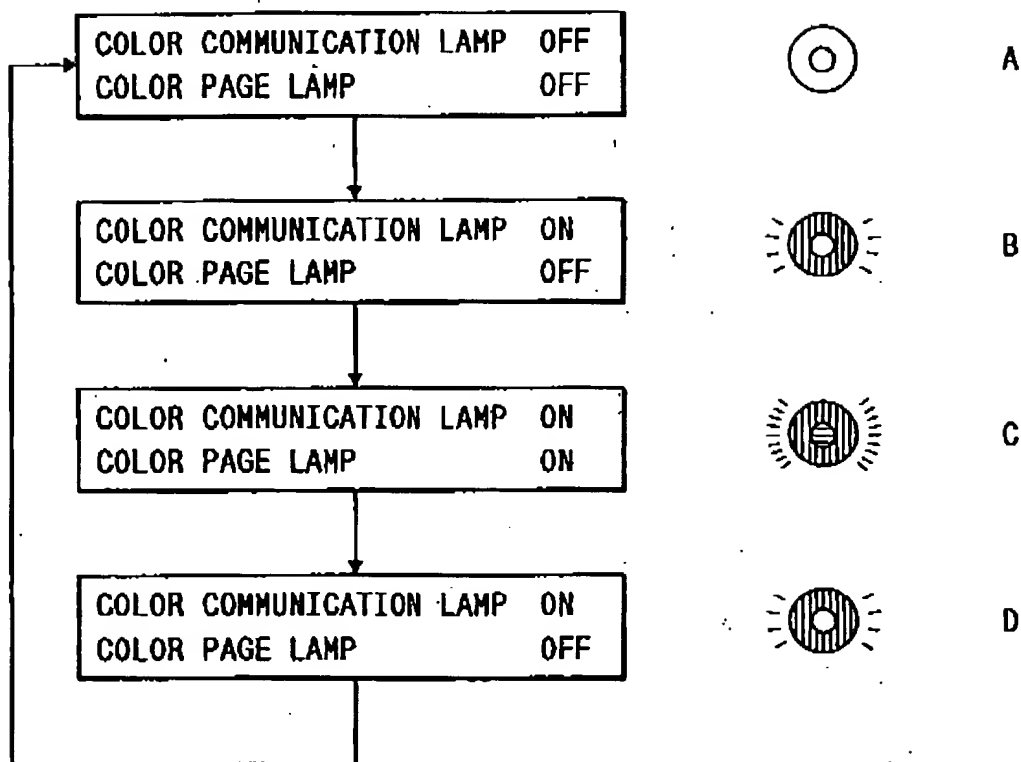 COLOR COMMUNICATION LAMP OFF
COLOR PAGE LAMP OFF
A
COLOR COMMUNICATION LAMP ON
COLOR PAGE LAMP OFF
B
COLOR COMMUNICATION LAMP ON
COLOR PAGE LAMP ON
C
COLOR COMMUNICATION LAMP ON
COLOR PAGE LAMP OFF
D